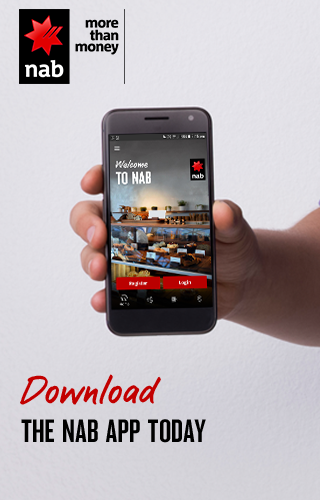 nab
more
than
money
Welcome
TO NAB
nab
Register
Login
Download
THE NAB APP TODAY